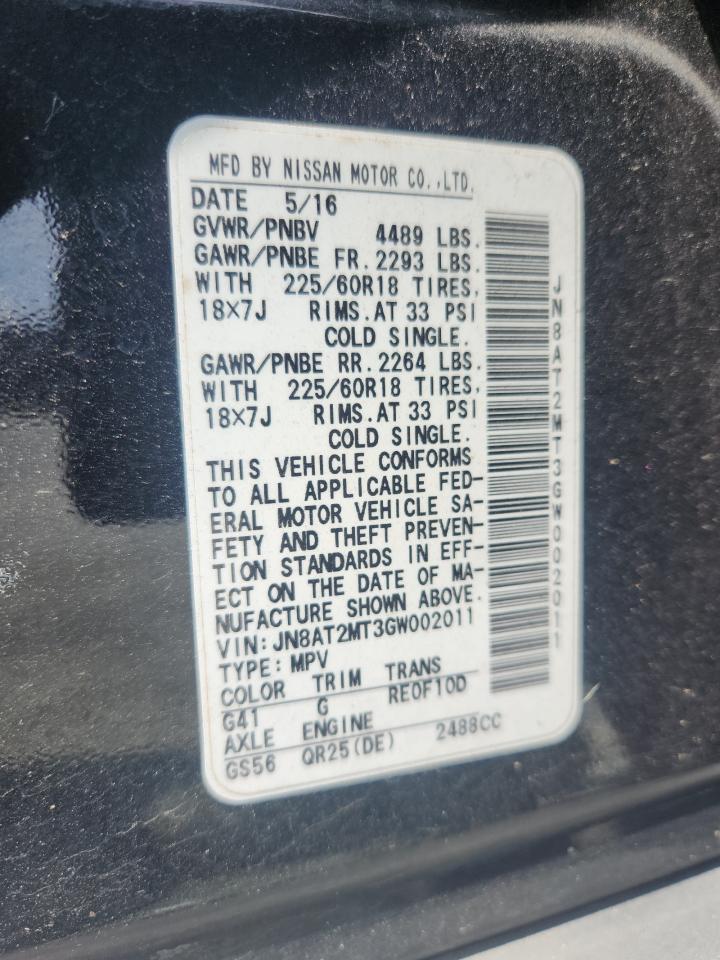 MFD BY NISSAN MOTOR CO.,LTD.
DATE 5/16
GVWR/PNBV 4489 LBS.
GAWR/PNBE FR. 2293 LBS.
WITH 225/60R18 TIRES,
18X7J RIMS. AT 33 PSI
COLD SINGLE.
GAWR/PNBE RR. 2264 LBS.
WITH 225/60R18 TIRES,
18X7J RIMS. AT 33 PSI
COLD SINGLE.
THIS VEHICLE CONFORMS
TO ALL APPLICABLE FED-
ERAL MOTOR VEHICLE SA-
FETY AND THEFT PREVEN-
TION STANDARDS IN EFF-
ECT ON THE DATE OF MA-
NUFACTURE SHOWN ABOVE.
VIN: JN8AT2MT3GW002011
TYPE: MPV
COLOR TRIM TRANS
G41 G RE0F10D
AXLE ENGINE
GS56 QR25(DE) 2488CC
JN8AT2MT3GW002011